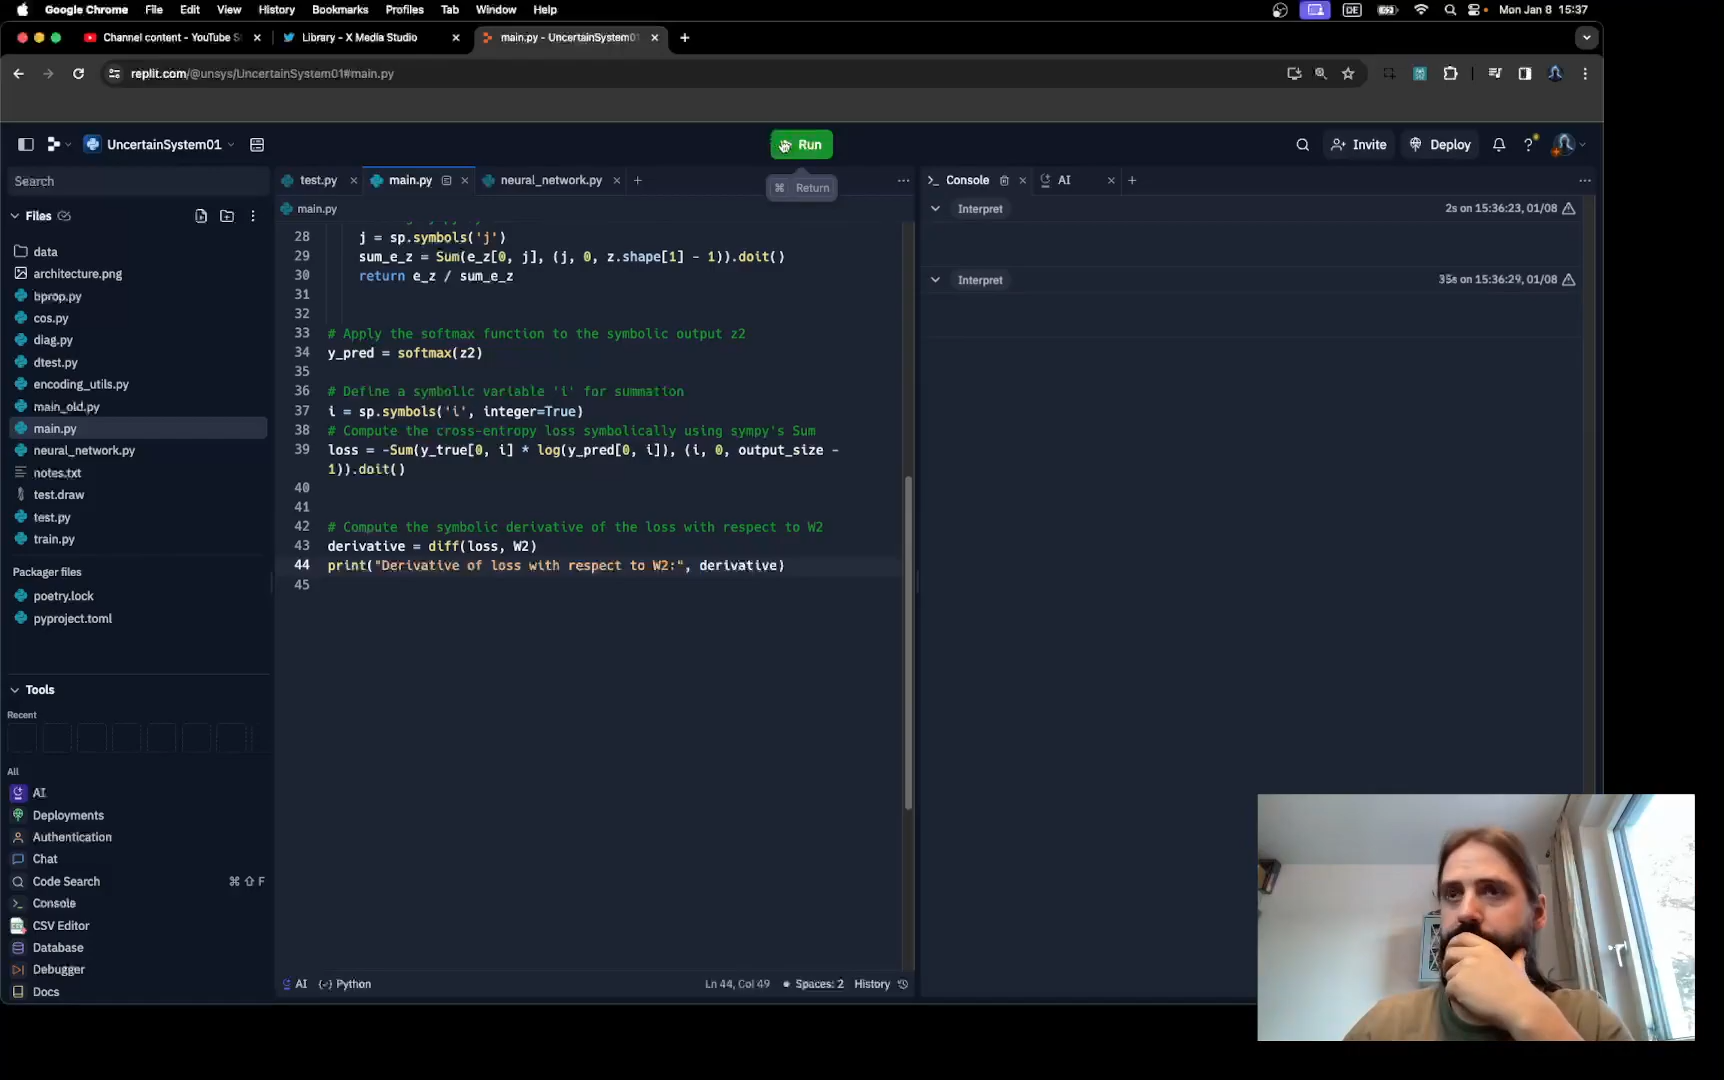 Google Chrome File Edit View History Bookmarks Profiles Tab Window Help
DE
Mon Jan 8 15:37
Channel content - YouTube S
Library - X Media Studio
main.py - UncertainSystem01
replit.com/@unsys/UncertainSystem01#main.py
UncertainSystem01
Run
Invite
Deploy
Search
test.py
main.py
neural_network.py
Return
Console
AI
Files
main.py
Interpret
2s on 15:36:23, 01/08
Interpret
35s on 15:36:29, 01/08
data
architecture.png
bprop.py
cos.py
diag.py
dtest.py
encoding_utils.py
main_old.py
main.py
neural_network.py
notes.txt
test.draw
test.py
train.py
Packager files
poetry.lock
pyproject.toml
Tools
Recent
All
AI
Deployments
Authentication
Chat
Code Search ⌘ ⇧ F
Console
CSV Editor
Database
Debugger
Docs
28 j = sp.symbols('j')
29 sum_e_z = Sum(e_z[0, j], (j, 0, z.shape[1] - 1)).doit()
30 return e_z / sum_e_z
31
32
33 # Apply the softmax function to the symbolic output z2
34 y_pred = softmax(z2)
35
36 # Define a symbolic variable 'i' for summation
37 i = sp.symbols('i', integer=True)
38 # Compute the cross-entropy loss symbolically using sympy's Sum
39 loss = -Sum(y_true[0, i] * log(y_pred[0, i]), (i, 0, output_size -
1)).doit()
40
41
42 # Compute the symbolic derivative of the loss with respect to W2
43 derivative = diff(loss, W2)
44 print("Derivative of loss with respect to W2:", derivative)
45
AI
Python
Ln 44, Col 49
Spaces: 2
History